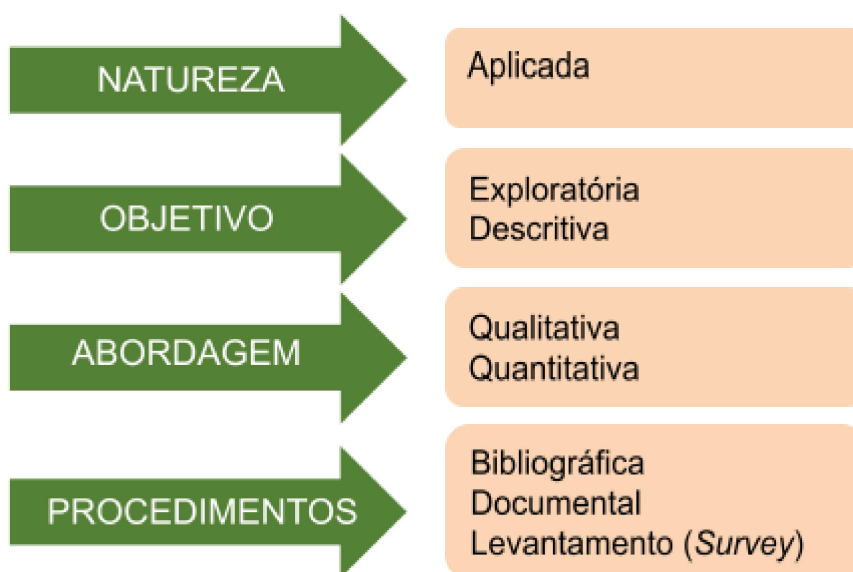 NATUREZA
Aplicada
OBJETIVO
Exploratória
Descritiva
ABORDAGEM
Qualitativa
Quantitativa
PROCEDIMENTOS
Bibliográfica
Documental
Levantamento (Survey)